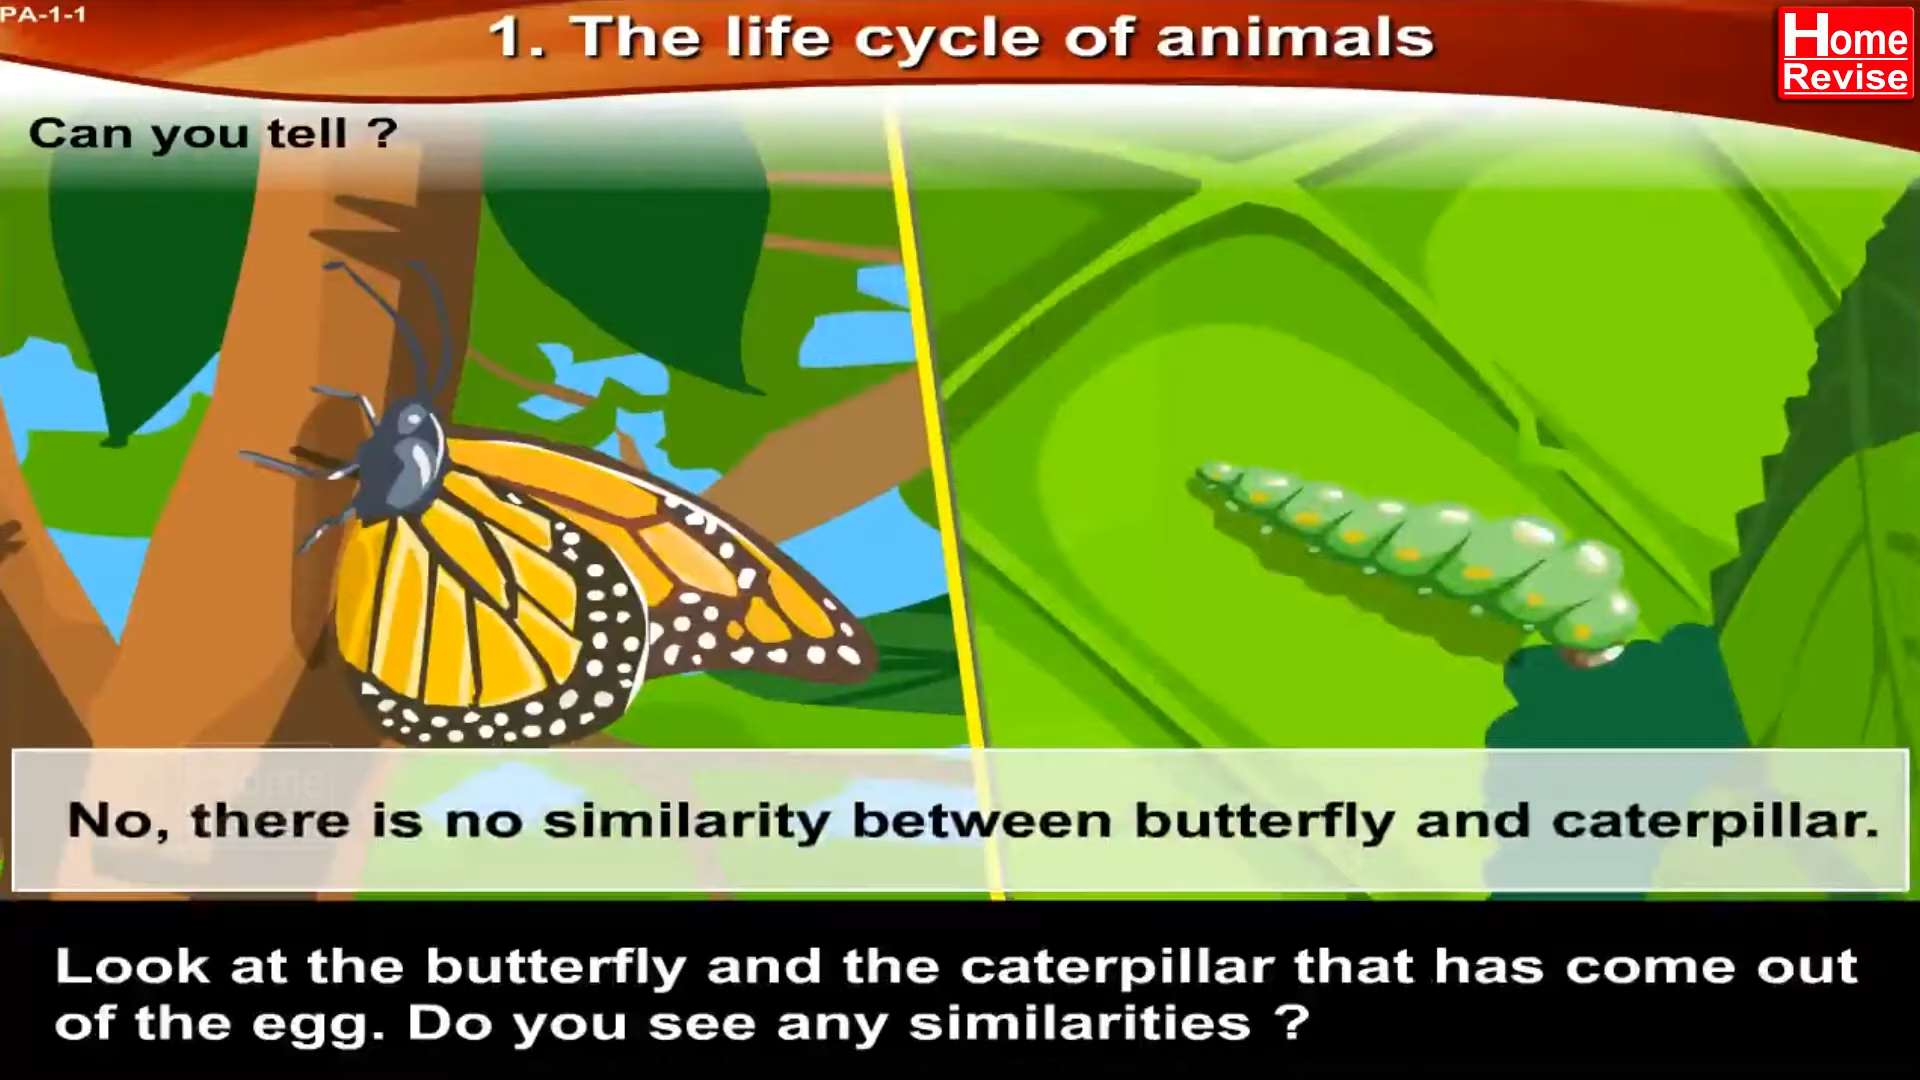 PA-1-1
1. The life cycle of animals
Home
Revise
Can you tell ?
No, there is no similarity between butterfly and caterpillar.
Look at the butterfly and the caterpillar that has come out
of the egg. Do you see any similarities ?